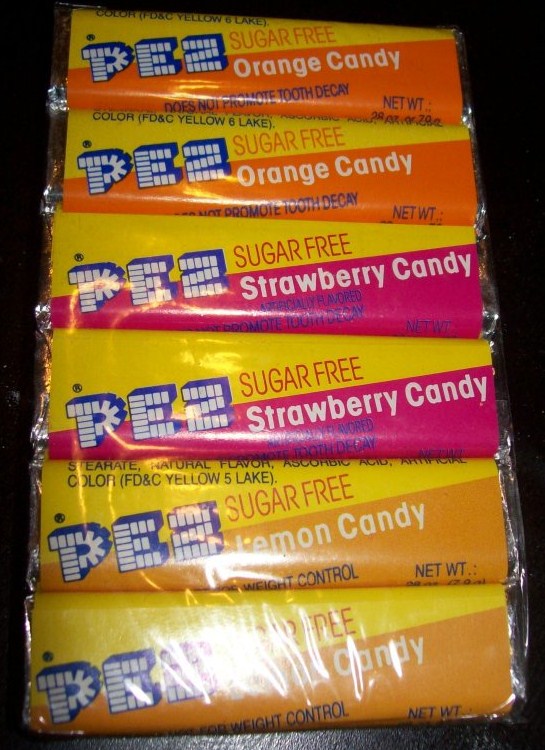 COLOR (FD&C YELLOW 6 LAKE).
PEZ®
SUGAR FREE
Orange Candy
DOES NOT PROMOTE TOOTH DECAY
NET WT.:
COLOR (FD&C YELLOW 6 LAKE).
PEZ®
SUGAR FREE
Orange Candy
NOT PROMOTE TOOTH DECAY
NET WT.:
PEZ®
SUGAR FREE
Strawberry Candy
ARTIFICIALLY FLAVORED
PROMOTE TOOTH DECAY
NET WT.
PEZ®
SUGAR FREE
Strawberry Candy
ARTIFICIALLY FLAVORED
PROMOTE TOOTH DECAY
STEARATE, NATURAL FLAVOR, ASCORBIC ACID, ARTIFICIAL
COLOR (FD&C YELLOW 5 LAKE).
PEZ®
SUGAR FREE
Lemon Candy
WEIGHT CONTROL
NET WT.:
PEZ®
SUGAR FREE
Candy
FOR WEIGHT CONTROL
NET WT.